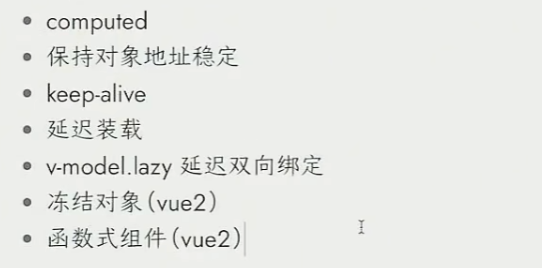 computed
保持对象地址稳定
keep-alive
延迟装载
v-model.lazy 延迟双向绑定
冻结对象(vue2)
函数式组件(vue2)